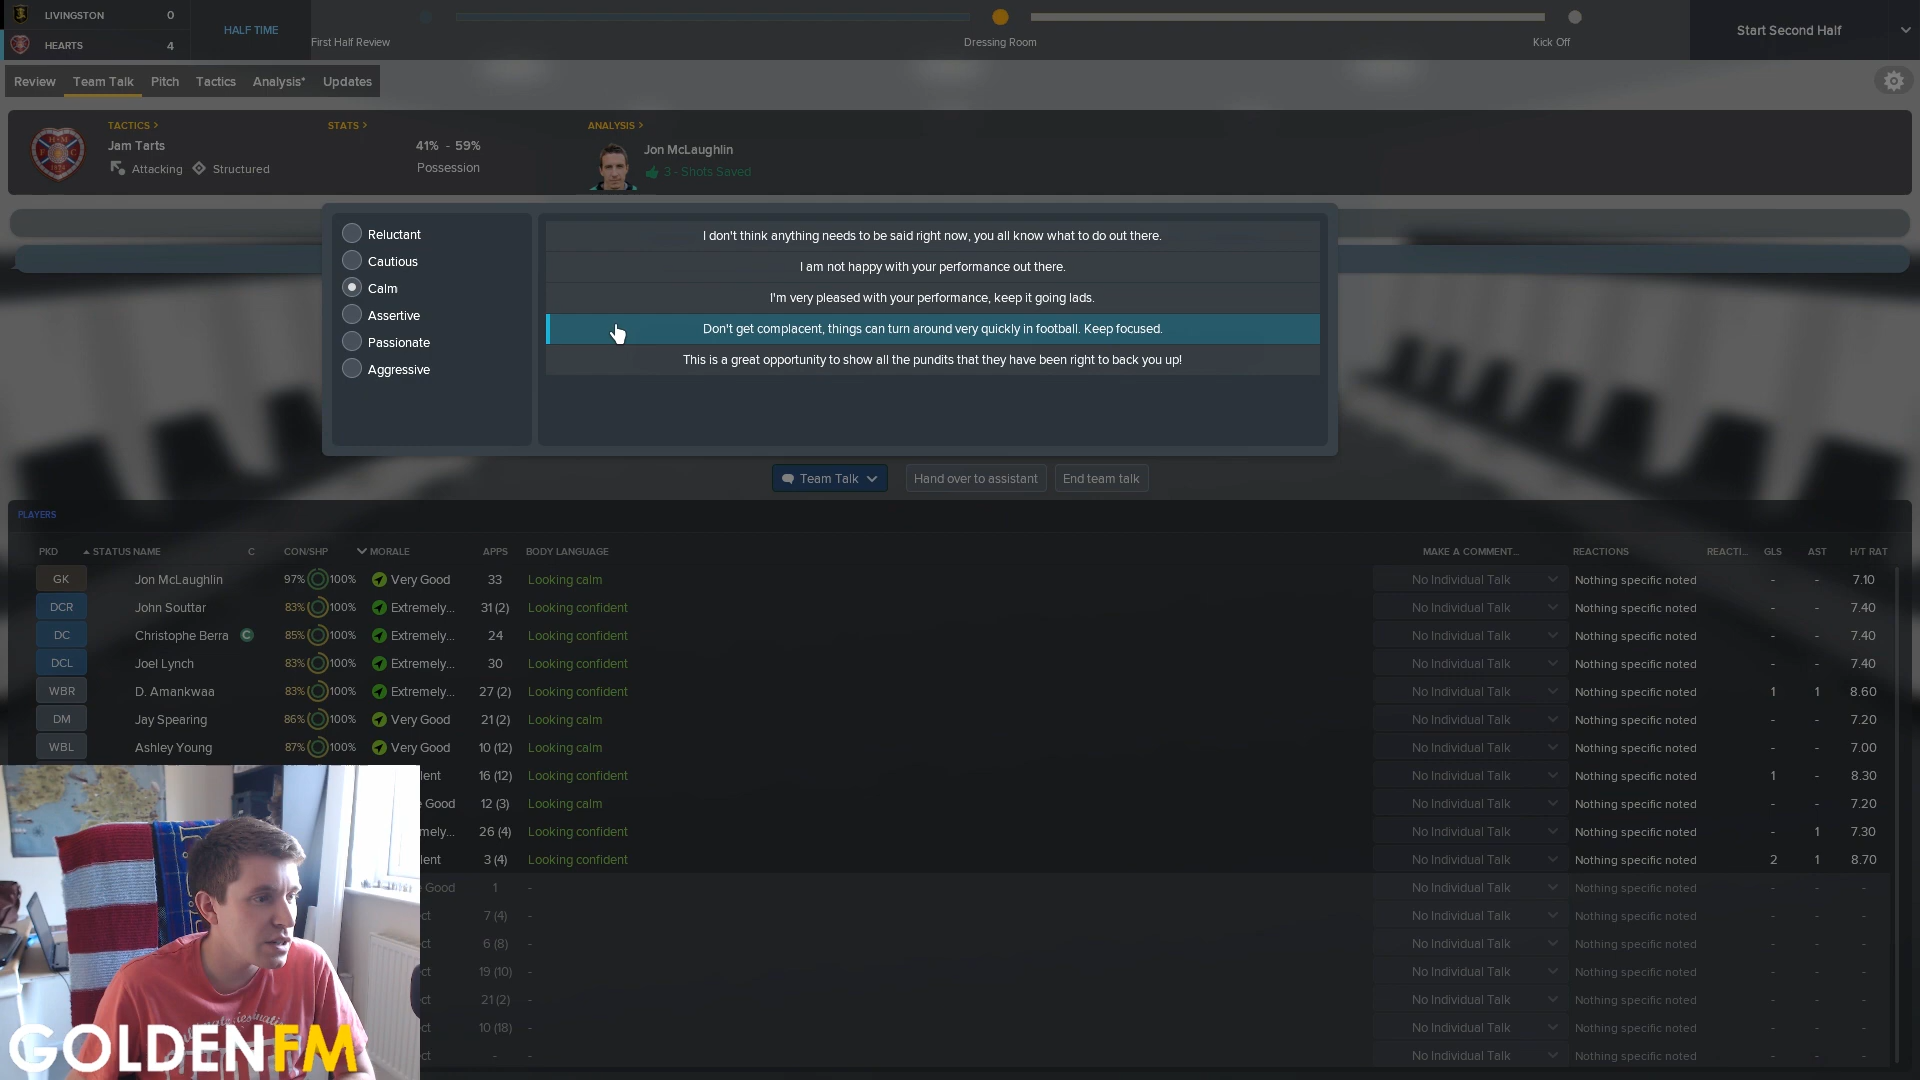 LIVINGSTON 0
HEARTS 4
HALF TIME
First Half Review
Dressing Room
Kick Off
Start Second Half
Review Team Talk Pitch Tactics Analysis* Updates
TACTICS >
Jam Tarts
Attacking Structured
STATS >
41% - 59%
Possession
ANALYSIS >
Jon McLaughlin
3 - Shots Saved
Reluctant
Cautious
Calm
Assertive
Passionate
Aggressive
I don't think anything needs to be said right now, you all know what to do out there.
I am not happy with your performance out there.
I'm very pleased with your performance, keep it going lads.
Don't get complacent, things can turn around very quickly in football. Keep focused.
This is a great opportunity to show all the pundits that they have been right to back you up!
Team Talk Hand over to assistant End team talk
PLAYERS
PKD STATUS NAME C CON/SHP MORALE APPS BODY LANGUAGE MAKE A COMMENT... REACTIONS REACTI... GLS AST H/T RAT
GK Jon McLaughlin 97% 100% Very Good 33 Looking calm No Individual Talk Nothing specific noted - - 7.10
DCR John Souttar 83% 100% Extremely... 31 (2) Looking confident No Individual Talk Nothing specific noted - - 7.40
DC Christophe Berra C 85% 100% Extremely... 24 Looking confident No Individual Talk Nothing specific noted - - 7.40
DCL Joel Lynch 83% 100% Extremely... 30 Looking confident No Individual Talk Nothing specific noted - - 7.40
WBR D. Amankwaa 83% 100% Extremely... 27 (2) Looking confident No Individual Talk Nothing specific noted 1 1 8.60
DM Jay Spearing 86% 100% Very Good 21 (2) Looking calm No Individual Talk Nothing specific noted - - 7.20
WBL Ashley Young 87% 100% Very Good 10 (12) Looking calm No Individual Talk Nothing specific noted - - 7.00
lent 16 (12) Looking confident No Individual Talk Nothing specific noted 1 - 8.30
Good 12 (3) Looking calm No Individual Talk Nothing specific noted - - 7.20
mely... 26 (4) Looking confident No Individual Talk Nothing specific noted - 1 7.30
lent 3 (4) Looking confident No Individual Talk Nothing specific noted 2 1 8.70
Good 1 - No Individual Talk Nothing specific noted - - -
ct 7 (4) - No Individual Talk Nothing specific noted - - -
ct 6 (8) - No Individual Talk Nothing specific noted - - -
ct 19 (10) - No Individual Talk Nothing specific noted - - -
ct 21 (2) - No Individual Talk Nothing specific noted - - -
ct 10 (18) - No Individual Talk Nothing specific noted - - -
ct - - No Individual Talk Nothing specific noted - - -
GOLDENFM